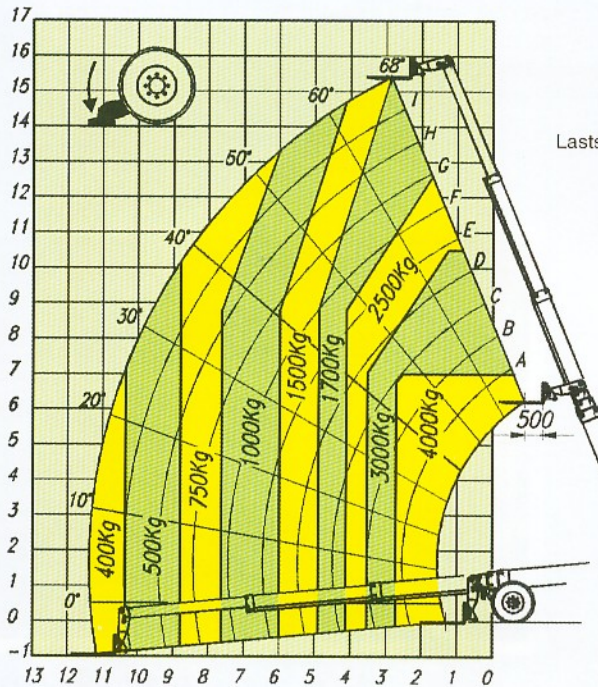 17
16
15
14
13
12
11
10
9
8
7
6
5
4
3
2
1
0
-1
13 12 11 10 9 8 7 6 5 4 3 2 1 0
68°
60°
50°
40°
30°
20°
10°
0°
I
H
G
F
E
D
C
B
A
Lasts
400Kg
500Kg
750Kg
1000Kg
1500Kg
1700Kg
2500Kg
3000Kg
4000Kg
500